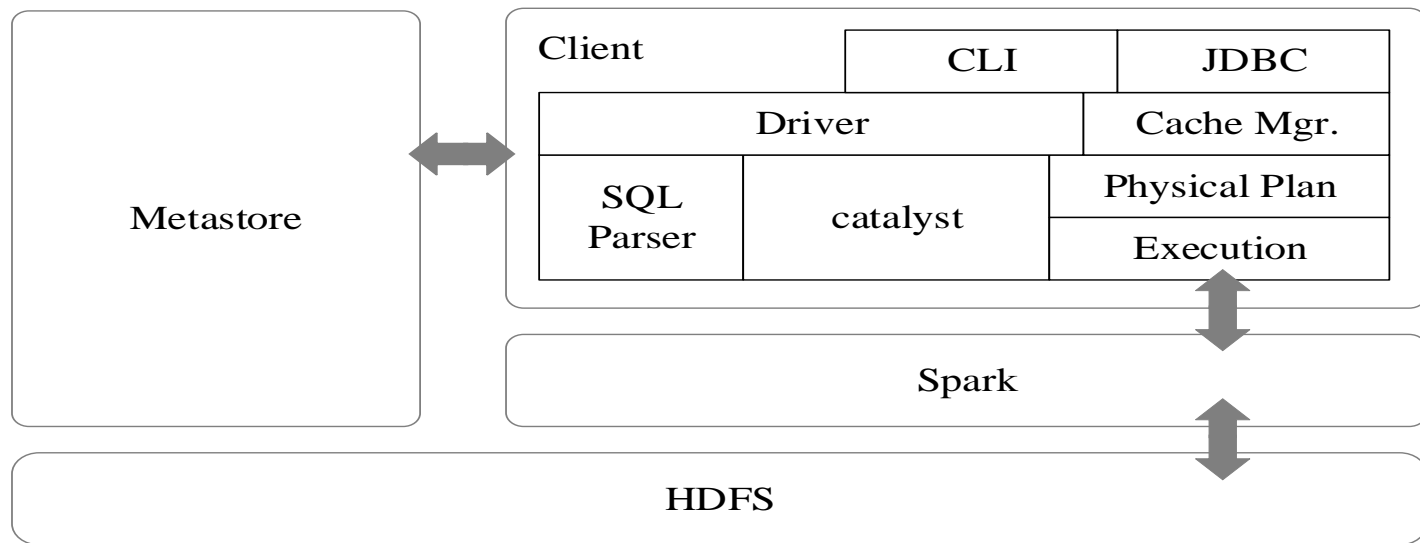 Client
CLI
JDBC
Driver
Cache Mgr.
Metastore
SQL
Parser
catalyst
Physical Plan
Execution
Spark
HDFS